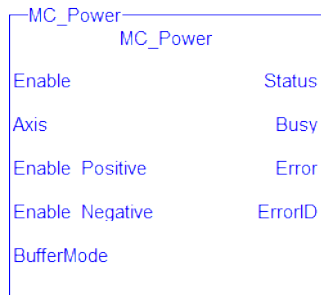 MC_Power
MC_Power
Enable Status
Axis Busy
Enable Positive Error
Enable Negative ErrorID
BufferMode